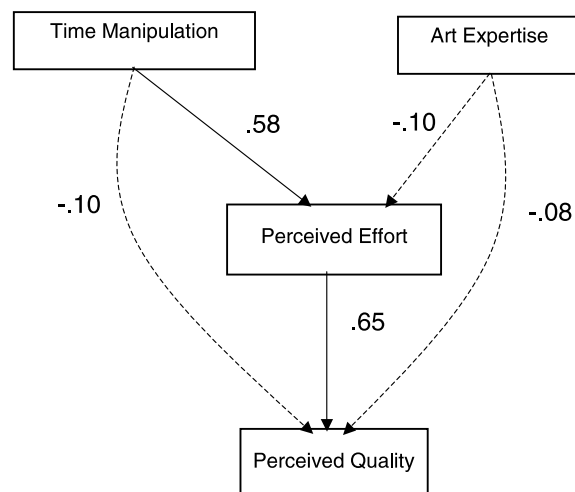 Time Manipulation
Art Expertise
.58
-.10
-.10
-.08
Perceived Effort
.65
Perceived Quality